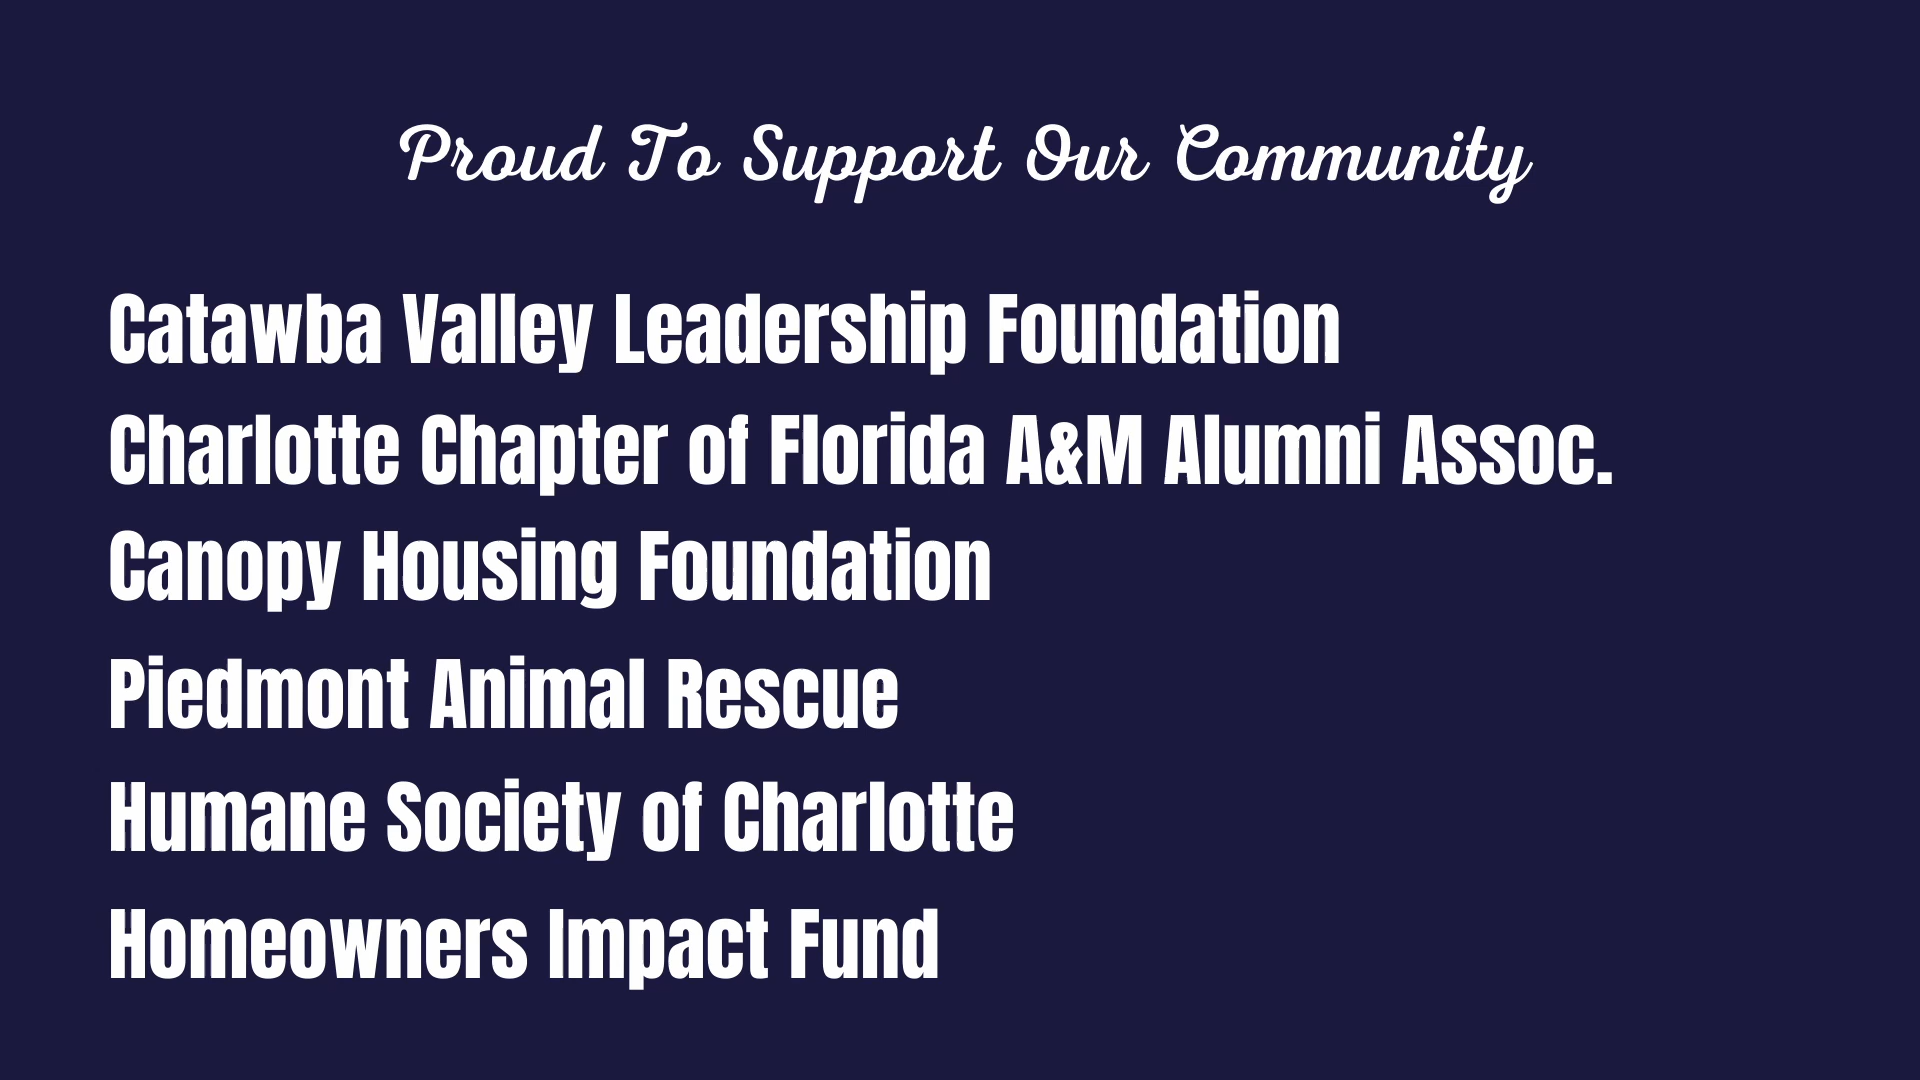 Proud To Support Our Community
Catawba Valley Leadership Foundation
Charlotte Chapter of Florida A&M Alumni Assoc.
Canopy Housing Foundation
Piedmont Animal Rescue
Humane Society of Charlotte
Homeowners Impact Fund